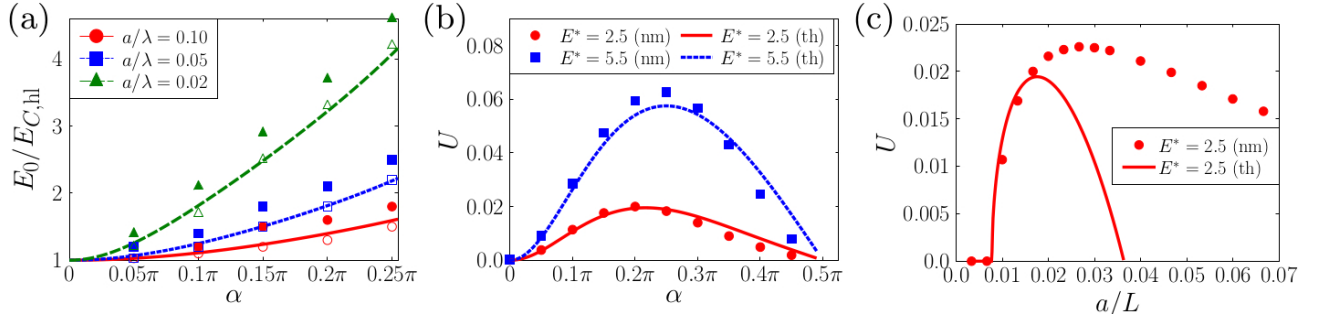 (a)
a/λ = 0.10
a/λ = 0.05
a/λ = 0.02
E₀/E_{C,hl}
4
3
2
1
0 0.05π 0.1π 0.15π 0.2π 0.25π
α
(b)
E* = 2.5 (nm) E* = 2.5 (th)
E* = 5.5 (nm) E* = 5.5 (th)
U
0.08
0.06
0.04
0.02
0.00
0 0.1π 0.2π 0.3π 0.4π 0.5π
α
(c)
E* = 2.5 (nm)
E* = 2.5 (th)
U
0.025
0.020
0.015
0.010
0.005
0.0
0.0 0.01 0.02 0.03 0.04 0.05 0.06 0.07
a/L